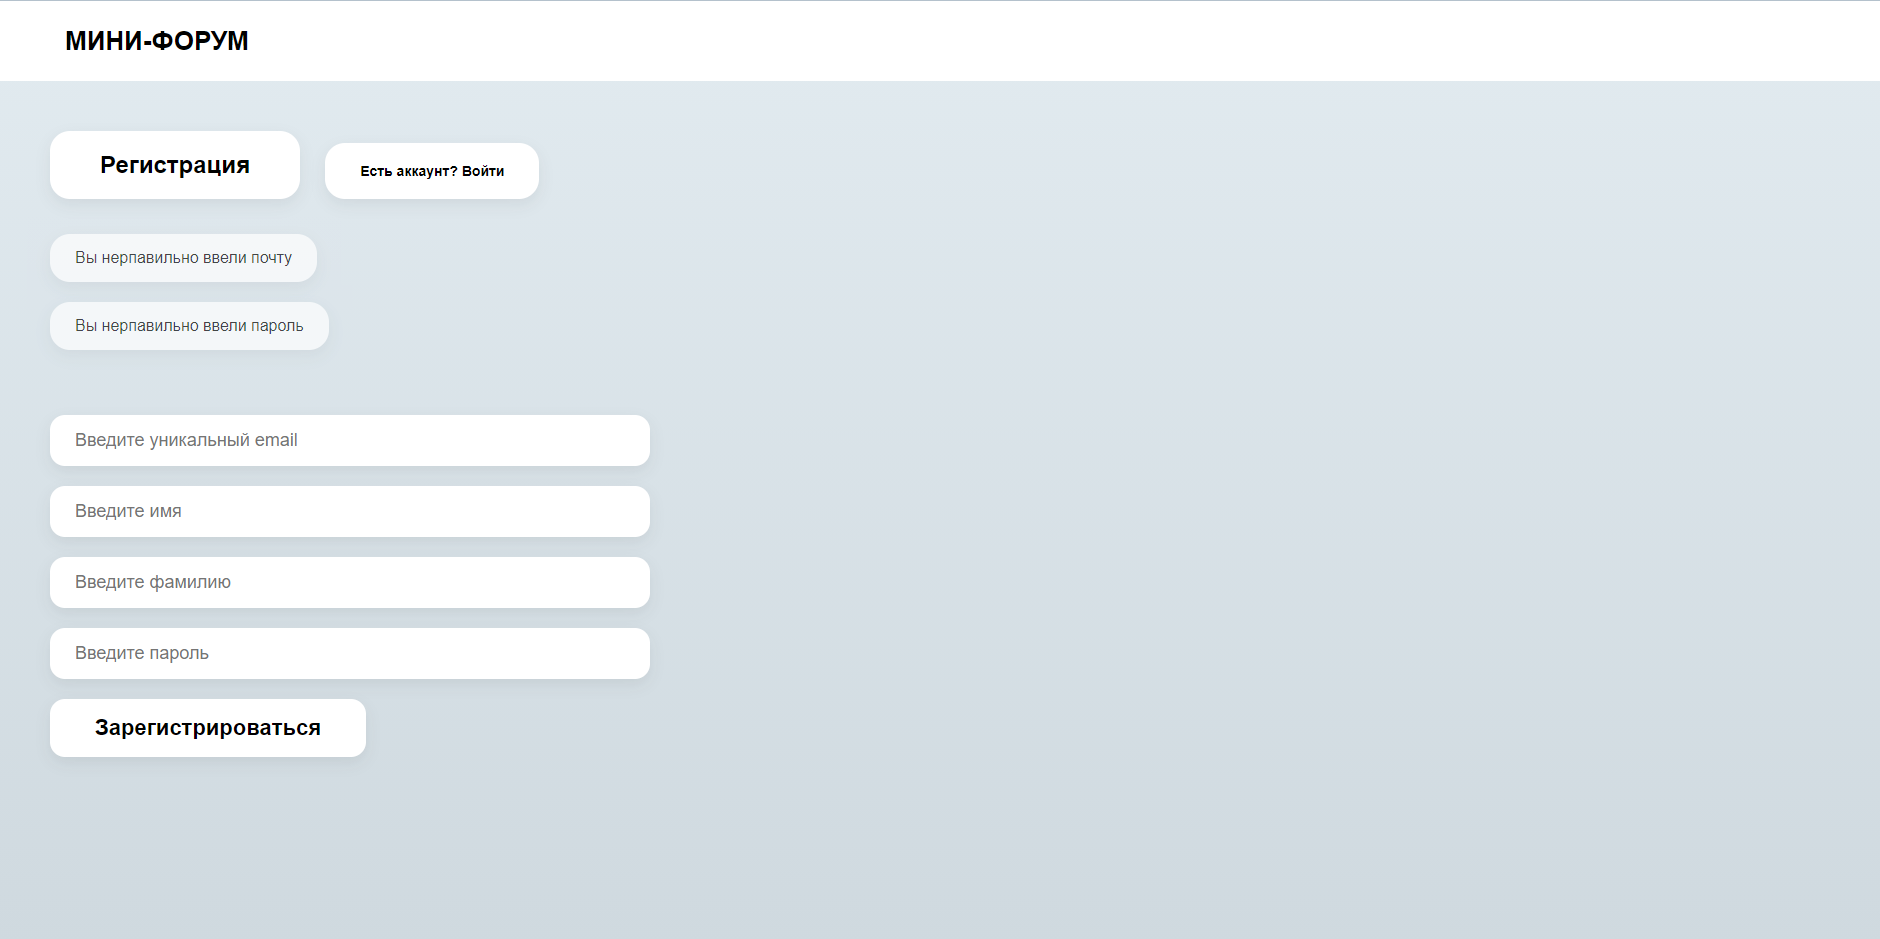 МИНИ-ФОРУМ
Регистрация
Есть аккаунт? Войти
Вы нерпавильно ввели почту
Вы нерпавильно ввели пароль
Введите уникальный email
Введите имя
Введите фамилию
Введите пароль
Зарегистрироваться